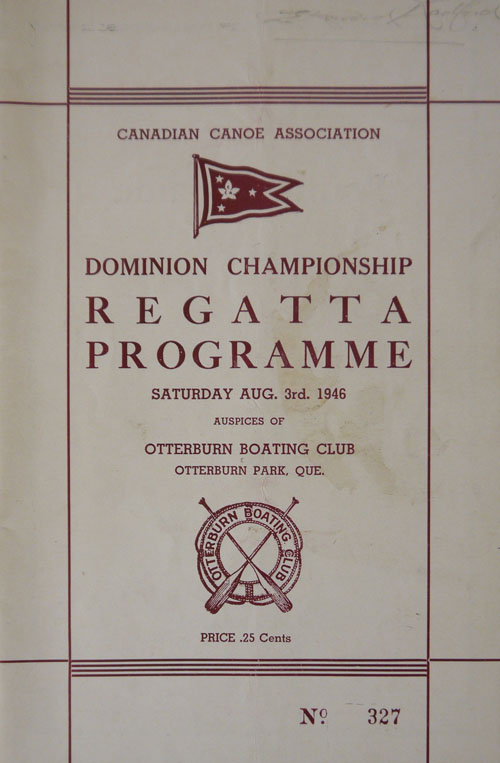 CANADIAN CANOE ASSOCIATION
DOMINION CHAMPIONSHIP
REGATTA
PROGRAMME
SATURDAY AUG. 3rd. 1946
AUSPICES OF
OTTERBURN BOATING CLUB
OTTERBURN PARK, QUE.
OTTERBURN BOATING CLUB
PRICE .25 Cents
Nº 327